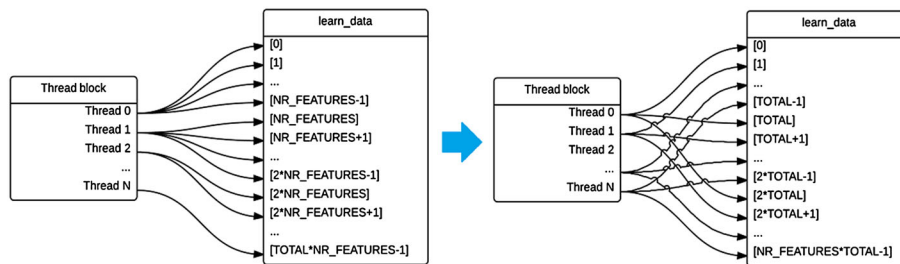 learn_data
[0]
[1]
...
[NR_FEATURES-1]
[NR_FEATURES]
[NR_FEATURES+1]
...
[2*NR_FEATURES-1]
[2*NR_FEATURES]
[2*NR_FEATURES+1]
...
[TOTAL*NR_FEATURES-1]
Thread block
Thread 0
Thread 1
Thread 2
...
Thread N
learn_data
[0]
[1]
...
[TOTAL-1]
[TOTAL]
[TOTAL+1]
...
[2*TOTAL-1]
[2*TOTAL]
[2*TOTAL+1]
...
[NR_FEATURES*TOTAL-1]
Thread block
Thread 0
Thread 1
Thread 2
...
Thread N